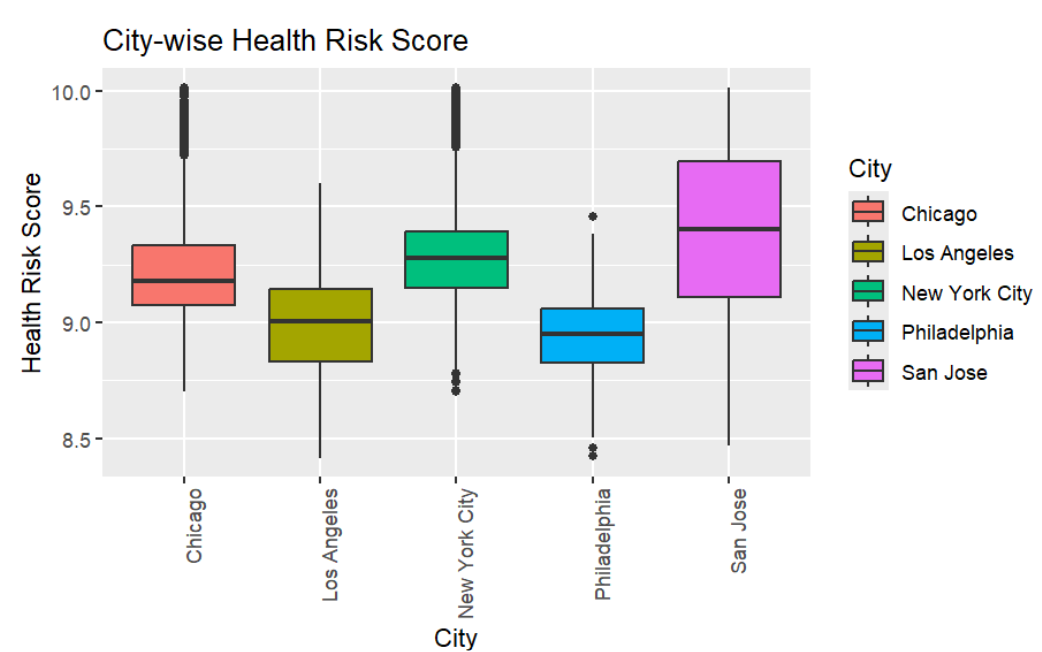 City-wise Health Risk Score
Health Risk Score
10.0
9.5
9.0
8.5
Chicago
Los Angeles
New York City
Philadelphia
San Jose
City
City
Chicago
Los Angeles
New York City
Philadelphia
San Jose